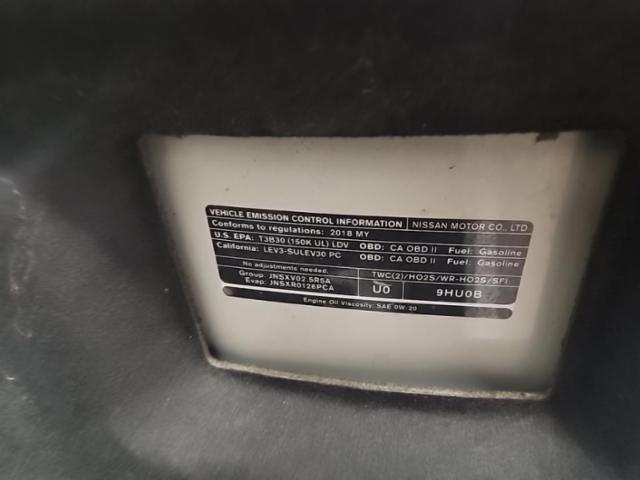 VEHICLE EMISSION CONTROL INFORMATION NISSAN MOTOR CO., LTD
Conforms to regulations: 2018 MY
U.S. EPA: T3B30 (150K UL) LDV OBD: CA OBD II Fuel: Gasoline
California: LEV3-SULEV30 PC OBD: CA OBD II Fuel: Gasoline
No adjustments needed. TWC(2)/HO2S/WR-HO2S/SFI
Group: JNSXV02.5R5A U0 9HU0B
Evap: JNSXR0126PCA
Engine Oil Viscosity: SAE 0W-20